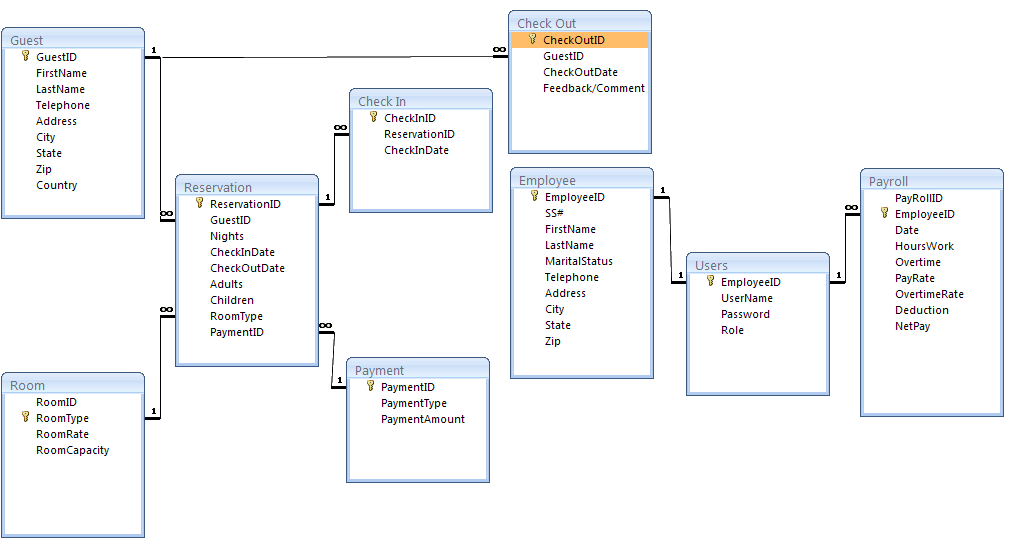 Guest
GuestID
FirstName
LastName
Telephone
Address
City
State
Zip
Country
1
∞
∞
Check Out
CheckOutID
GuestID
CheckOutDate
Feedback/Comment
Check In
CheckInID
ReservationID
CheckInDate
∞
1
Reservation
ReservationID
GuestID
Nights
CheckInDate
CheckOutDate
Adults
Children
RoomType
PaymentID
∞
∞
1
1
Room
RoomID
RoomType
RoomRate
RoomCapacity
Payment
PaymentID
PaymentType
PaymentAmount
Employee
EmployeeID
SS#
FirstName
LastName
MaritalStatus
Telephone
Address
City
State
Zip
1
1
Users
EmployeeID
UserName
Password
Role
1
∞
Payroll
PayRollID
EmployeeID
Date
HoursWork
Overtime
PayRate
OvertimeRate
Deduction
NetPay